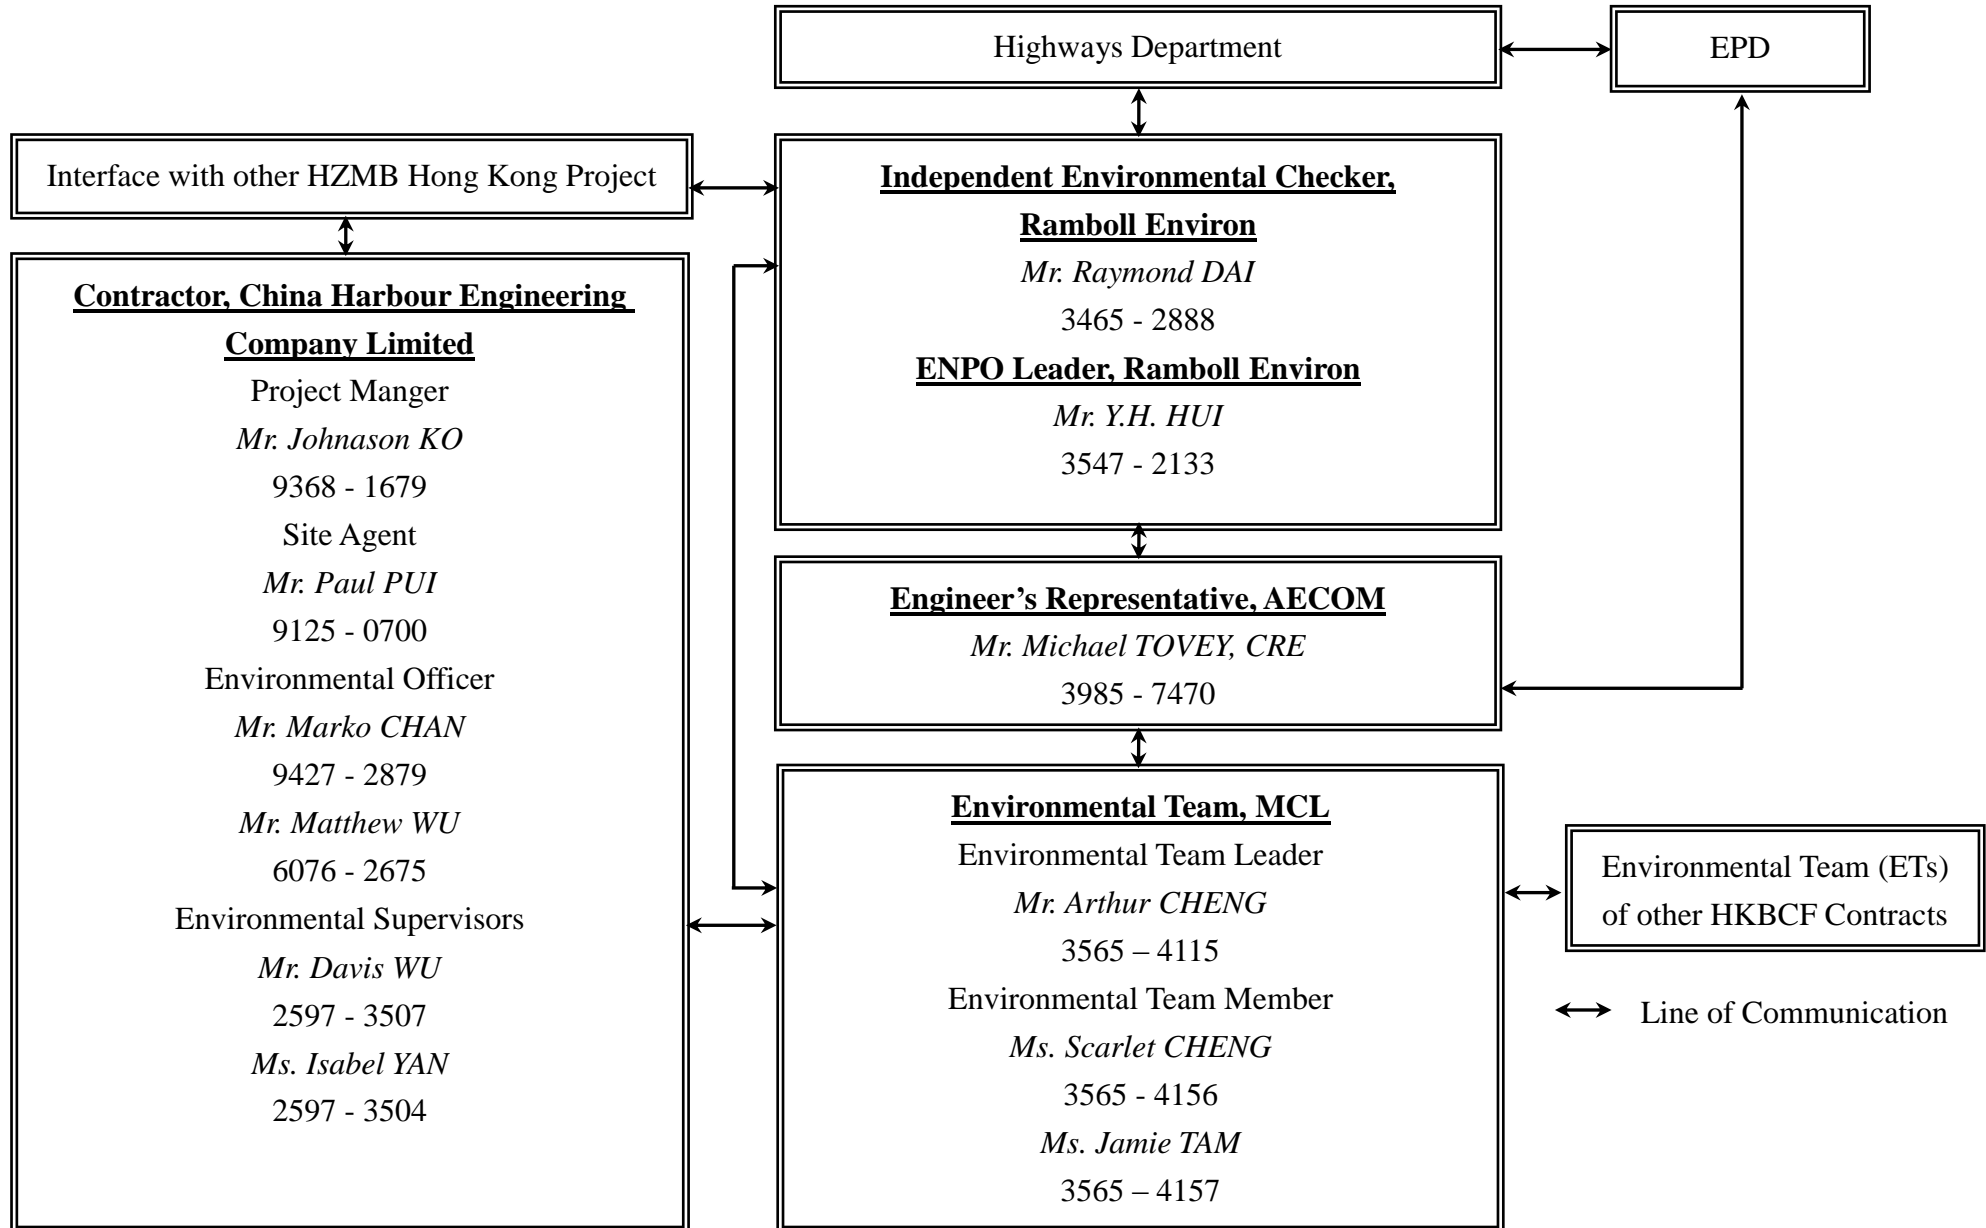 Highways Department
EPD
Interface with other HZMB Hong Kong Project
Independent Environmental Checker,
Ramboll Environ
Mr. Raymond DAI
3465 - 2888
ENPO Leader, Ramboll Environ
Mr. Y.H. HUI
3547 - 2133
Contractor, China Harbour Engineering
Company Limited
Project Manger
Mr. Johnason KO
9368 - 1679
Site Agent
Mr. Paul PUI
9125 - 0700
Environmental Officer
Mr. Marko CHAN
9427 - 2879
Mr. Matthew WU
6076 - 2675
Environmental Supervisors
Mr. Davis WU
2597 - 3507
Ms. Isabel YAN
2597 - 3504
Engineer’s Representative, AECOM
Mr. Michael TOVEY, CRE
3985 - 7470
Environmental Team, MCL
Environmental Team Leader
Mr. Arthur CHENG
3565 – 4115
Environmental Team Member
Ms. Scarlet CHENG
3565 - 4156
Ms. Jamie TAM
3565 – 4157
Environmental Team (ETs)
of other HKBCF Contracts
Line of Communication